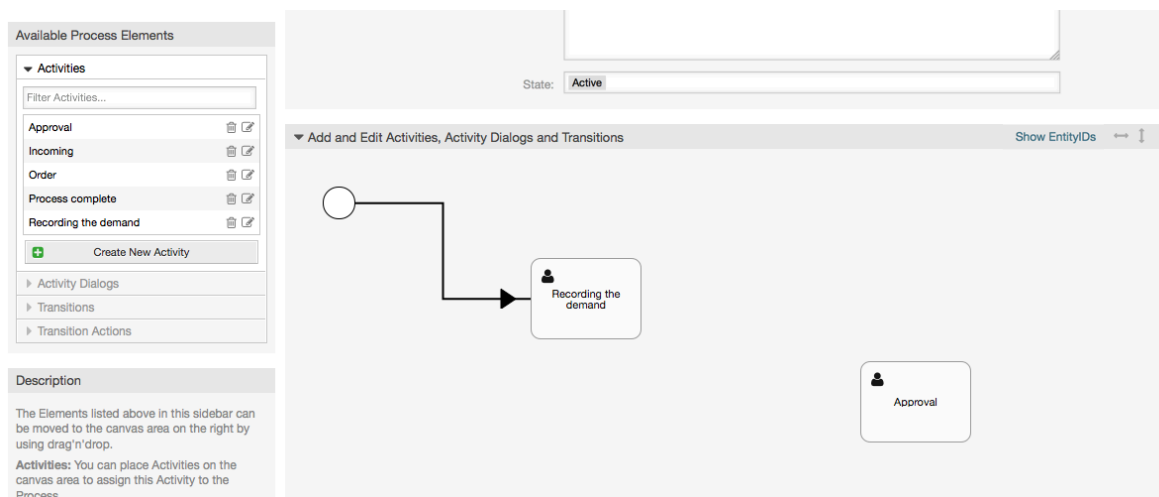 Available Process Elements
Activities
Filter Activities...
Approval
Incoming
Order
Process complete
Recording the demand
Create New Activity
Activity Dialogs
Transitions
Transition Actions
Description
The Elements listed above in this sidebar can
be moved to the canvas area on the right by
using drag'n'drop.
Activities: You can place Activities on the
canvas area to assign this Activity to the
Process.
State: Active
Add and Edit Activities, Activity Dialogs and Transitions
Show EntityIDs
Recording the
demand
Approval